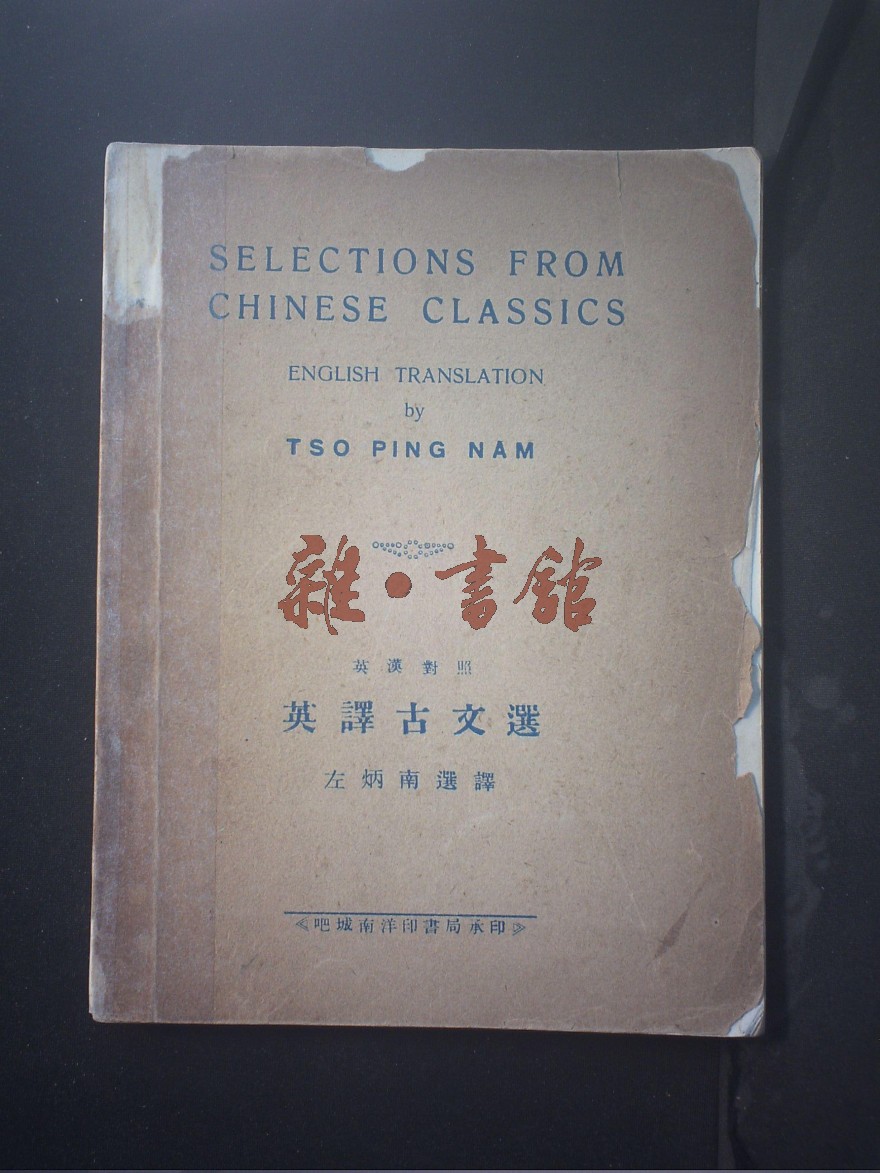 SELECTIONS FROM
CHINESE CLASSICS
ENGLISH TRANSLATION
by
TSO PING NAM
雜·書館
英漢對照
英譯古文選
左炳南選譯
《吧城南洋印書局承印》